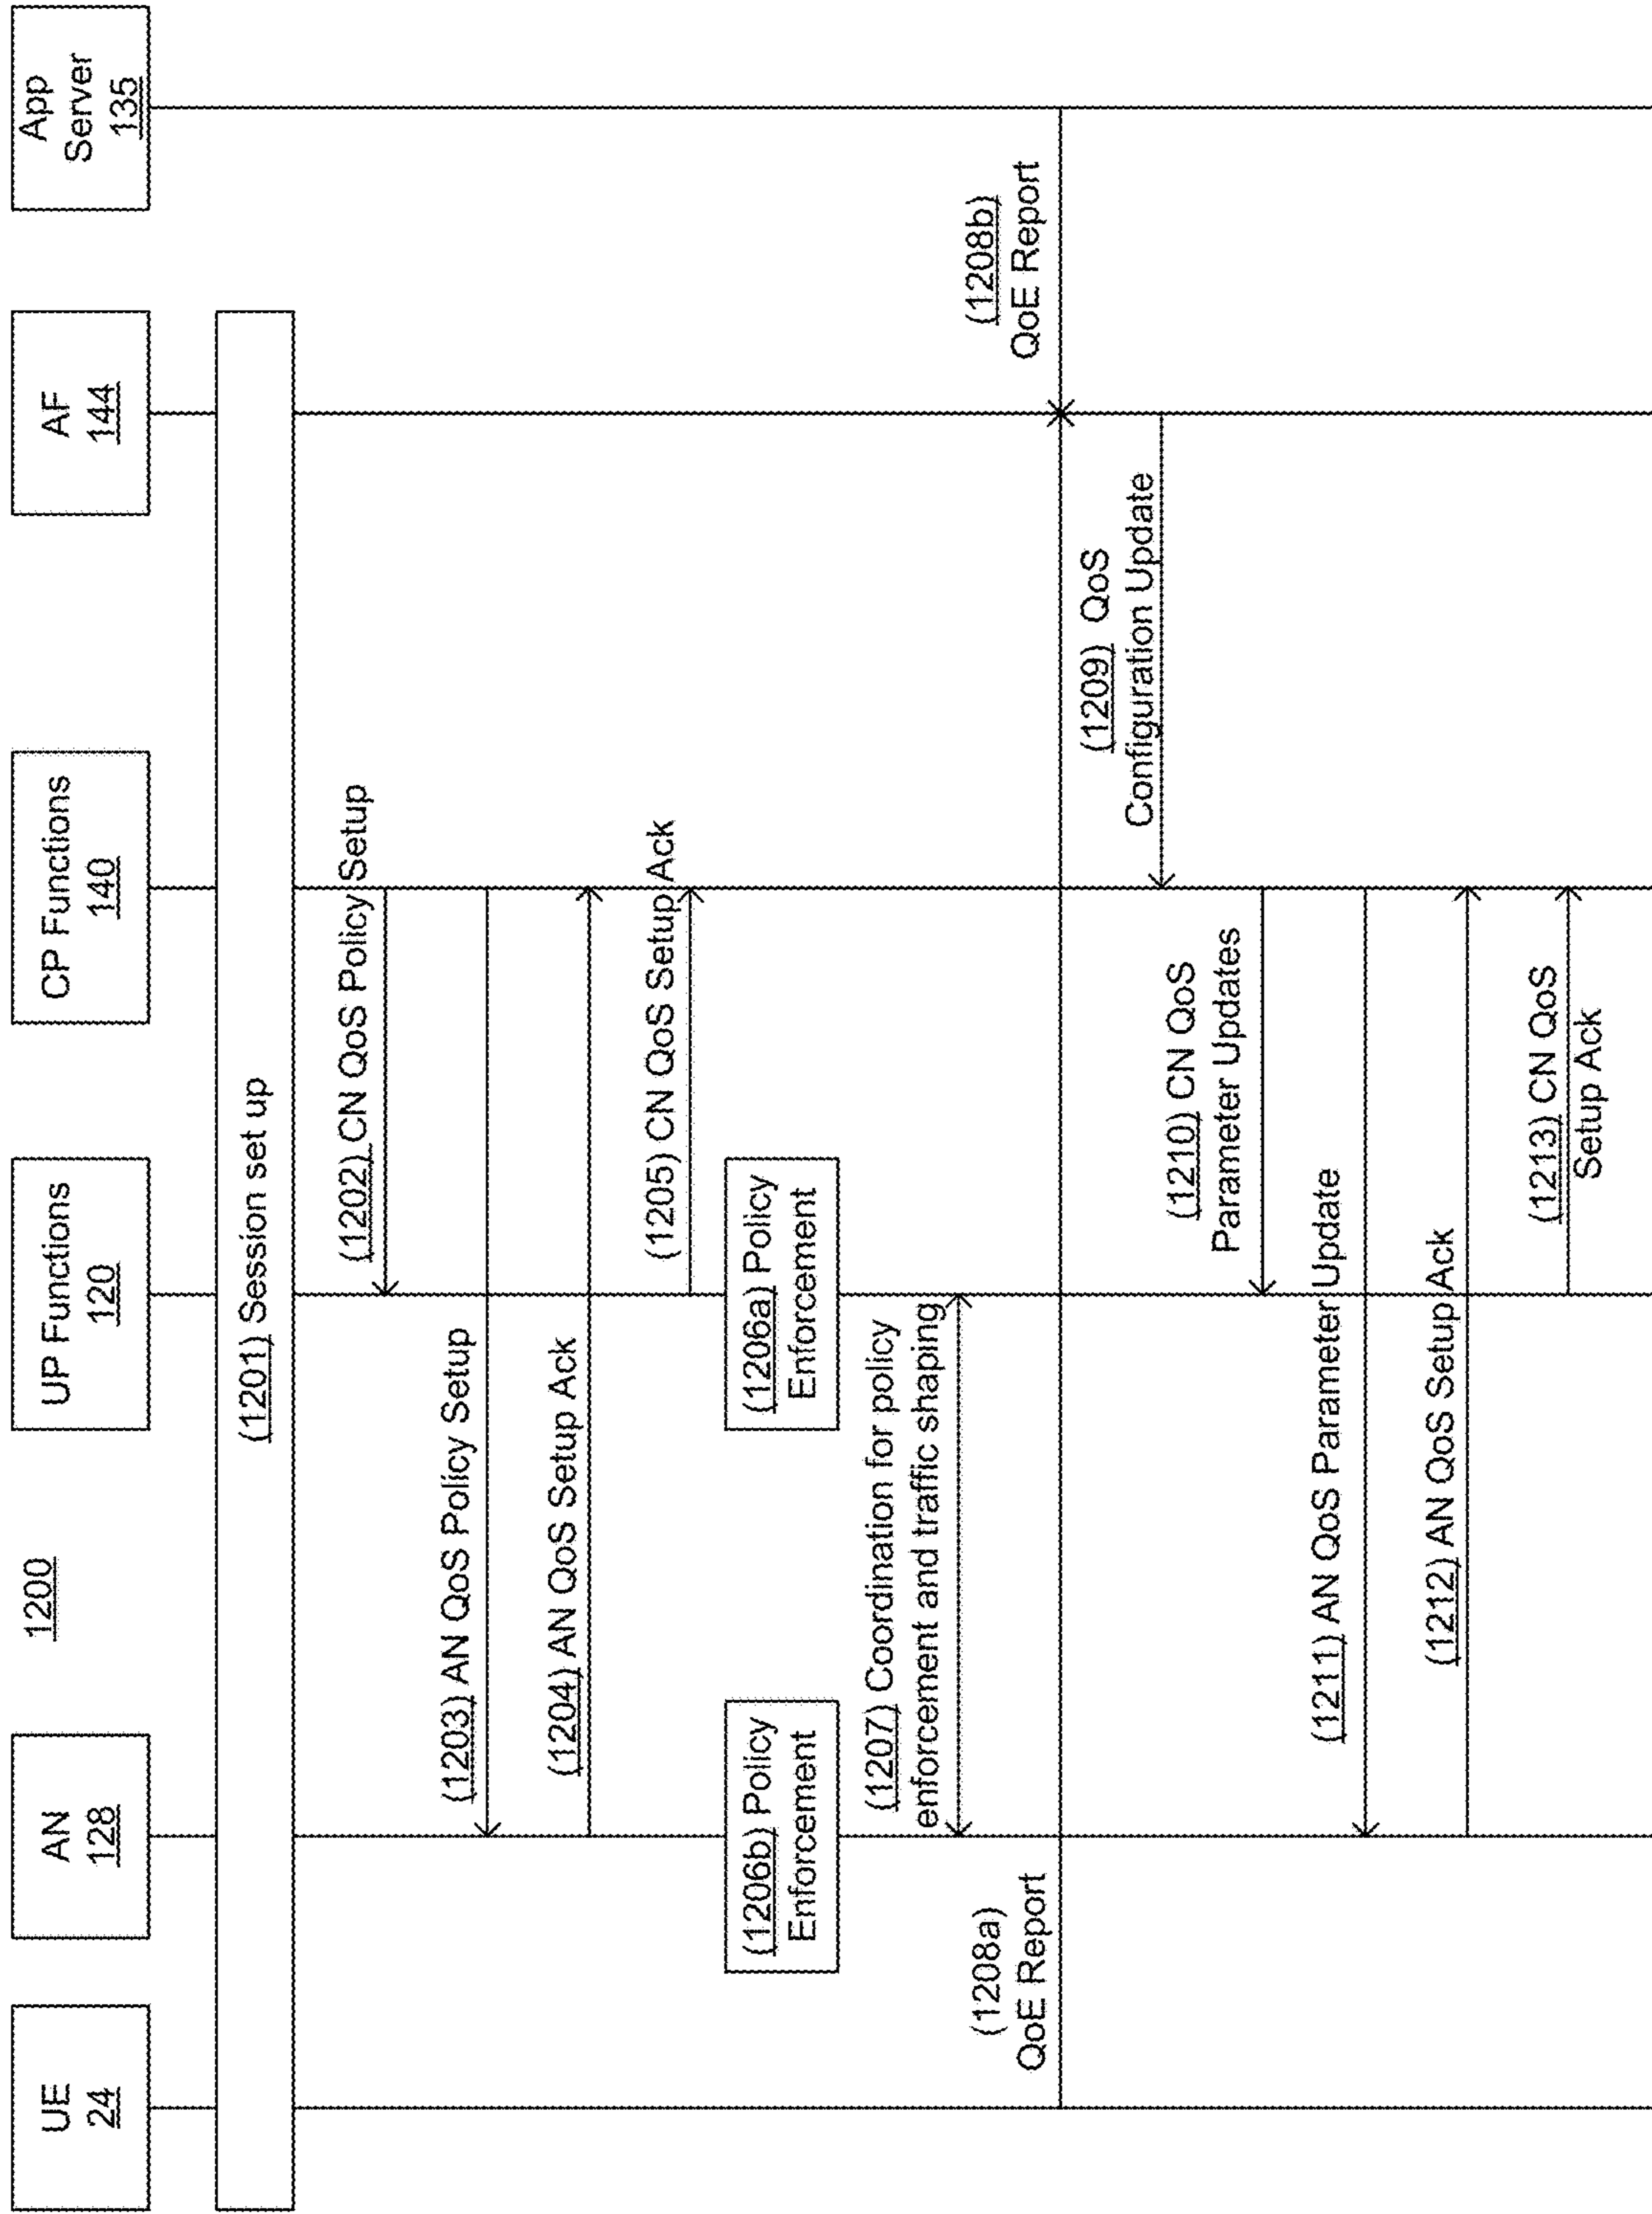 1200
UE
24
AN
128
UP Functions
120
CP Functions
140
AF
144
App
Server
135
(1201) Session set up
(1202) CN QoS Policy Setup
(1203) AN QoS Policy Setup
(1204) AN QoS Setup Ack
(1205) CN QoS Setup Ack
(1206b) Policy
Enforcement
(1206a) Policy
Enforcement
(1207) Coordination for policy
enforcement and traffic shaping
(1208a)
QoE Report
(1208b)
QoE Report
(1209) QoS
Configuration Update
(1210) CN QoS
Parameter Updates
(1211) AN QoS Parameter Update
(1212) AN QoS Setup Ack
(1213) CN QoS
Setup Ack